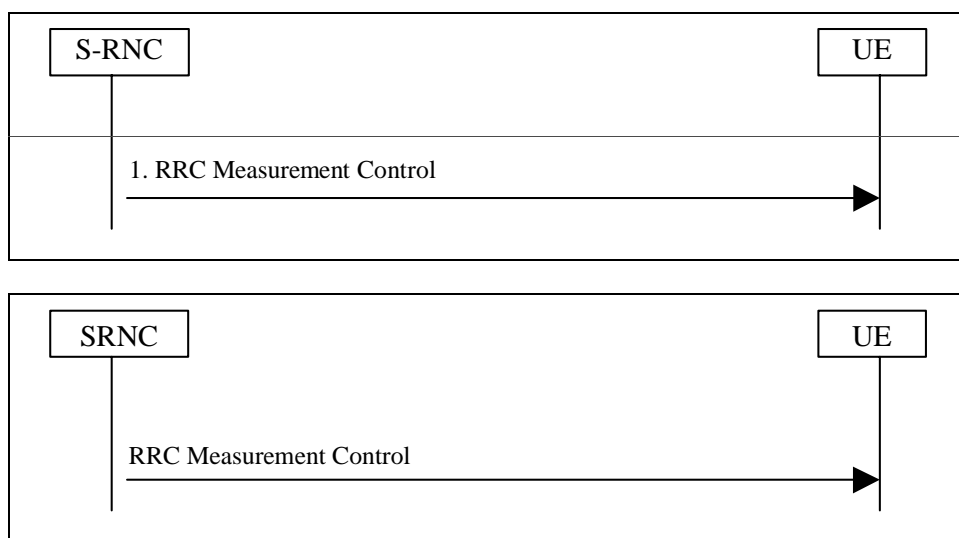 S-RNC
UE
1. RRC Measurement Control
SRNC
UE
RRC Measurement Control